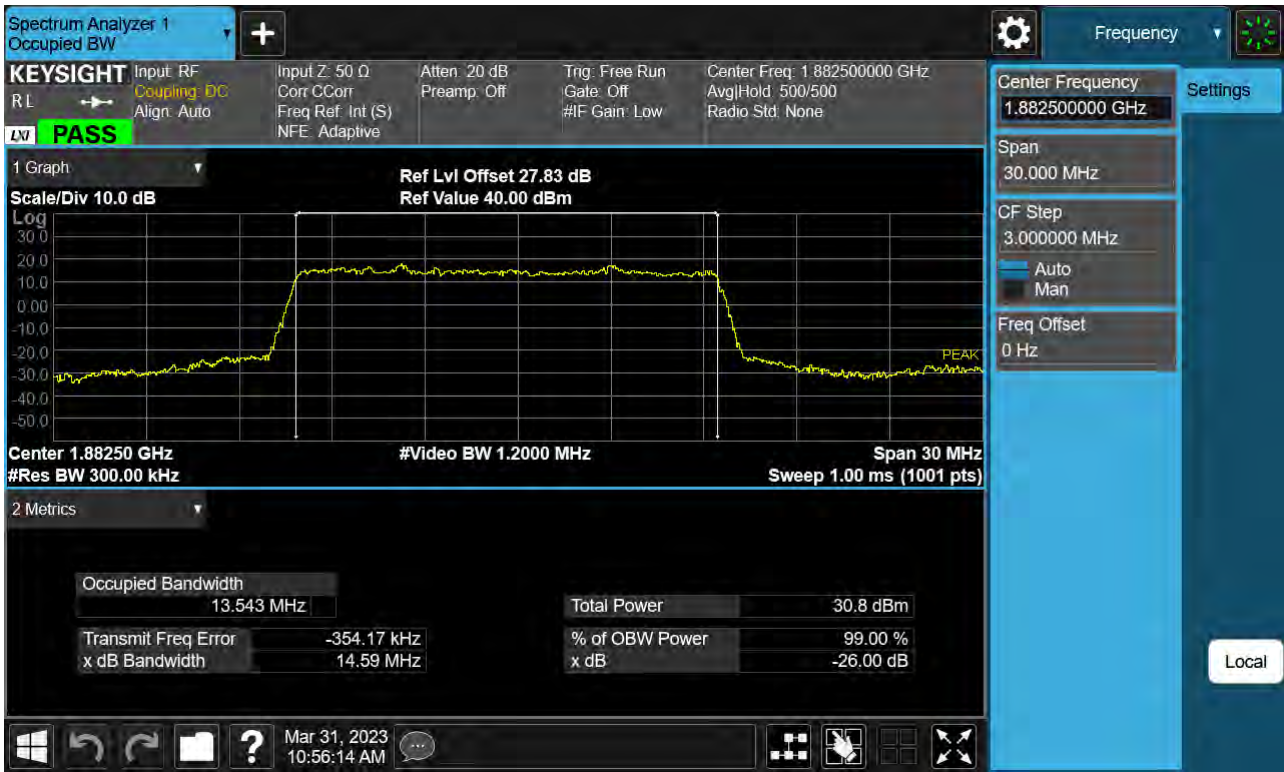 Spectrum Analyzer 1
Occupied BW
+
Frequency
KEYSIGHT
R L
LXI
PASS
Input: RF
Coupling: DC
Align: Auto
Input Z: 50 Ω
Corr CCorr
Freq Ref: Int (S)
NFE: Adaptive
Atten: 20 dB
Preamp: Off
Trig: Free Run
Gate: Off
#IF Gain: Low
Center Freq: 1.882500000 GHz
Avg|Hold: 500/500
Radio Std: None
Center Frequency
1.882500000 GHz
Settings
Span
30.000 MHz
CF Step
3.000000 MHz
Auto
Man
Freq Offset
0 Hz
1 Graph
Scale/Div 10.0 dB
Ref Lvl Offset 27.83 dB
Ref Value 40.00 dBm
Log
30.0
20.0
10.0
0.00
-10.0
-20.0
-30.0
-40.0
-50.0
PEAK
Center 1.88250 GHz
#Video BW 1.2000 MHz
Span 30 MHz
#Res BW 300.00 kHz
Sweep 1.00 ms (1001 pts)
2 Metrics
Occupied Bandwidth
13.543 MHz
Total Power 30.8 dBm
Transmit Freq Error -354.17 kHz
% of OBW Power 99.00 %
x dB Bandwidth 14.59 MHz
x dB -26.00 dB
Local
?
Mar 31, 2023
10:56:14 AM